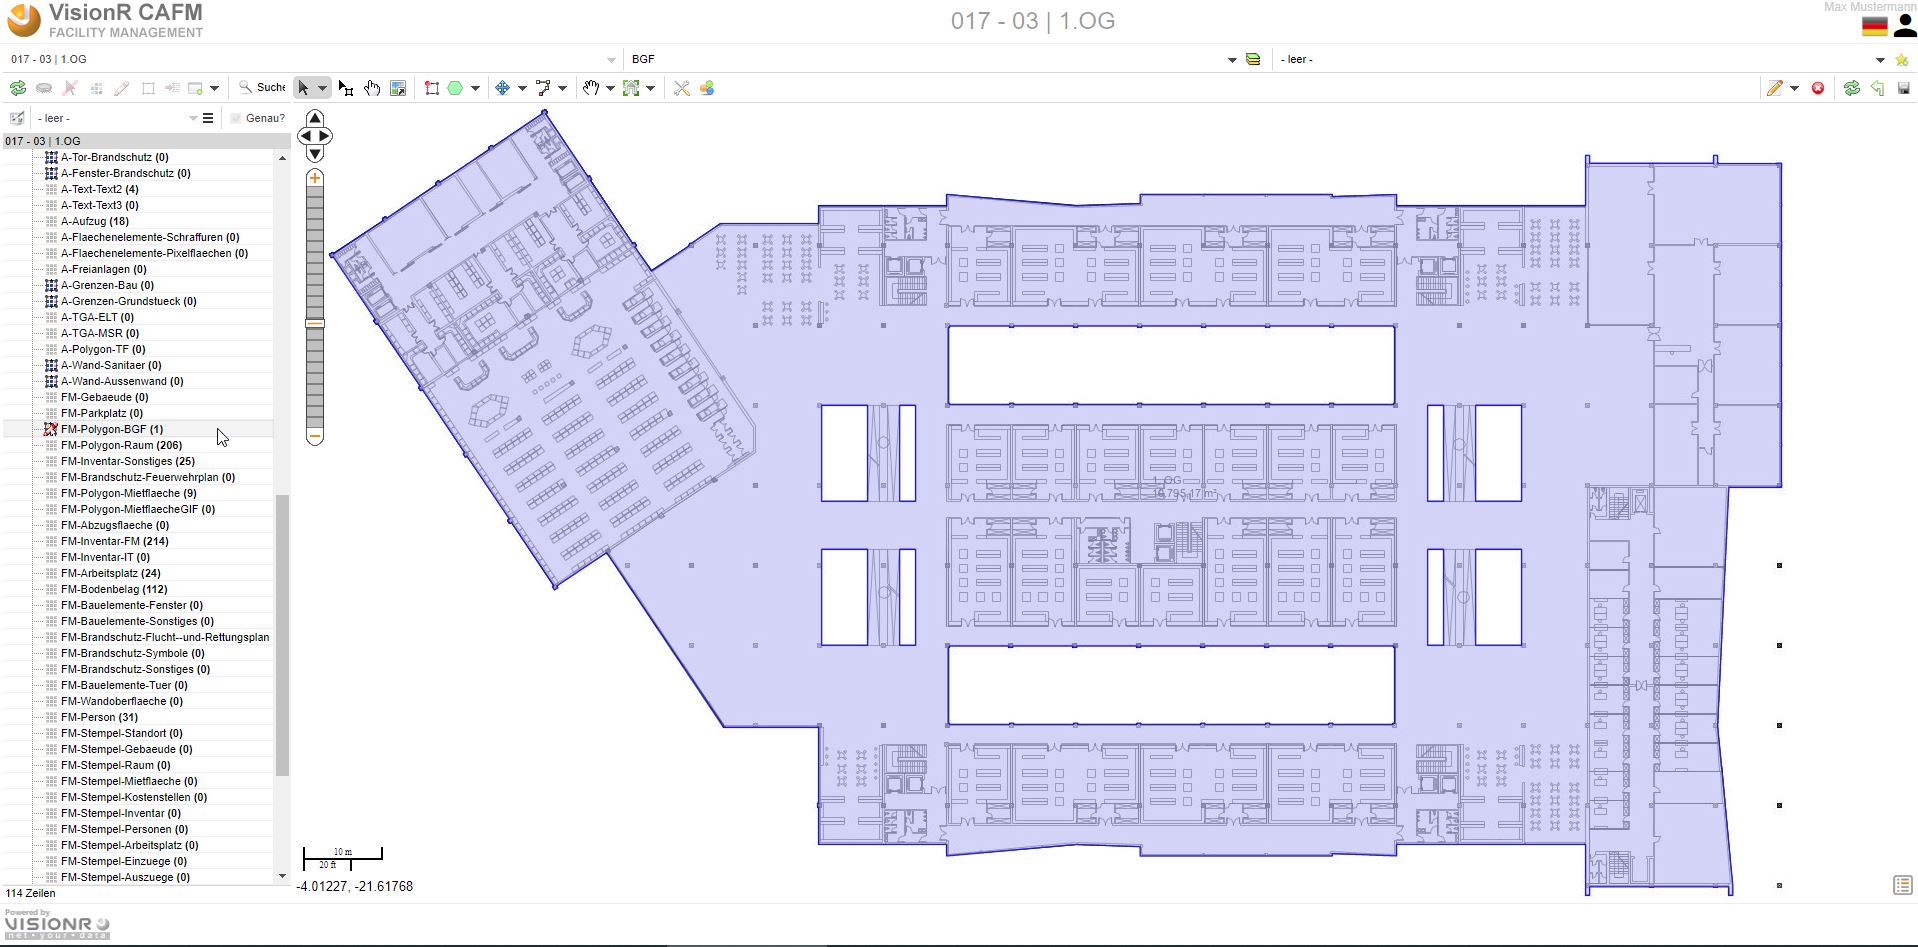 VisionR CAFM
FACILITY MANAGEMENT
017 - 03 | 1.OG
Max Mustermann
017 - 03 | 1.OG
BGF
- leer -
Suche
- leer -
Genau?
017 - 03 | 1.OG
A-Tor-Brandschutz (0)
A-Fenster-Brandschutz (0)
A-Text-Text2 (4)
A-Text-Text3 (0)
A-Aufzug (18)
A-Flaechenelemente-Schraffuren (0)
A-Flaechenelemente-Pixelflaechen (0)
A-Freianlagen (0)
A-Grenzen-Bau (0)
A-Grenzen-Grundstueck (0)
A-TGA-ELT (0)
A-TGA-MSR (0)
A-Polygon-TF (0)
A-Wand-Sanitaer (0)
A-Wand-Aussenwand (0)
FM-Gebaeude (0)
FM-Parkplatz (0)
FM-Polygon-BGF (1)
FM-Polygon-Raum (206)
FM-Inventar-Sonstiges (25)
FM-Brandschutz-Feuerwehrplan (0)
FM-Polygon-Mietflaeche (9)
FM-Polygon-MietflaecheGIF (0)
FM-Abzugsflaeche (0)
FM-Inventar-FM (214)
FM-Inventar-IT (0)
FM-Arbeitsplatz (24)
FM-Bodenbelag (112)
FM-Bauelemente-Fenster (0)
FM-Bauelemente-Sonstiges (0)
FM-Brandschutz-Flucht--und-Rettungsplan
FM-Brandschutz-Symbole (0)
FM-Brandschutz-Sonstiges (0)
FM-Bauelemente-Tuer (0)
FM-Wandoberflaeche (0)
FM-Person (31)
FM-Stempel-Standort (0)
FM-Stempel-Gebaeude (0)
FM-Stempel-Raum (0)
FM-Stempel-Mietflaeche (0)
FM-Stempel-Kostenstellen (0)
FM-Stempel-Inventar (0)
FM-Stempel-Personen (0)
FM-Stempel-Arbeitsplatz (0)
FM-Stempel-Einzuege (0)
FM-Stempel-Auszuege (0)
114 Zeilen
1.OG
10 m
20 ft
-4.01227, -21.61768
Powered by
VISIONR
net·your·data